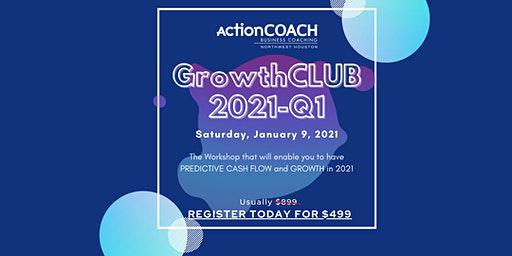 ACTiONCOACH
BUSINESS COACHING
NORTHWEST HOUSTON
GrowthCLUB
2021-Q1
Saturday, January 9, 2021
The Workshop that will enable you to have
PREDICTIVE CASH FLOW and GROWTH in 2021
Usually $899
REGISTER TODAY FOR $499